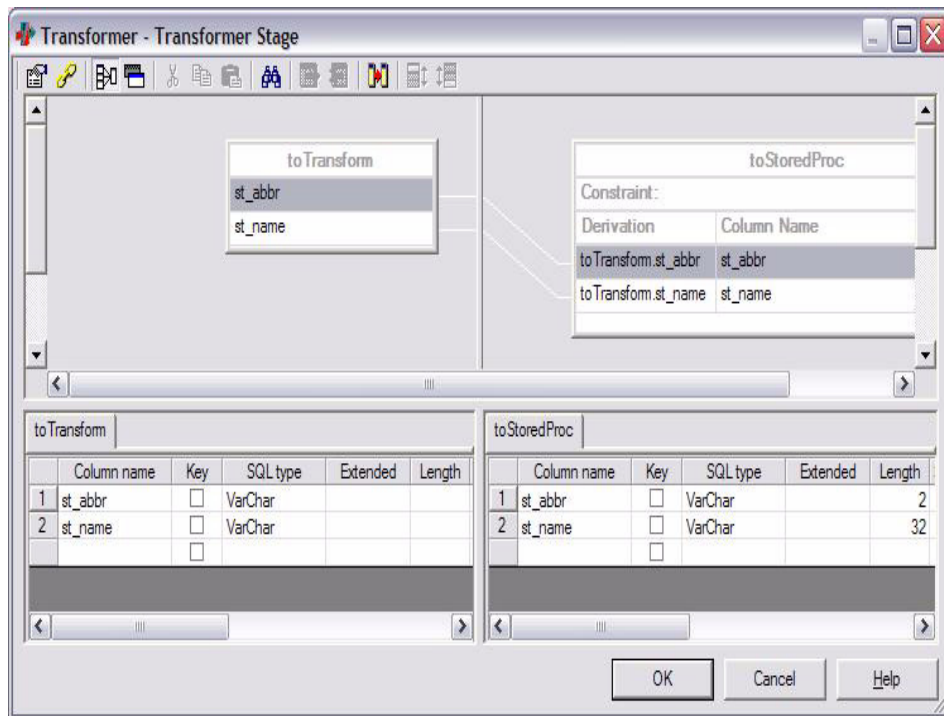 Transformer - Transformer Stage
toTransform
st_abbr
st_name
toStoredProc
Constraint:
Derivation Column Name
toTransform.st_abbr st_abbr
toTransform.st_name st_name
toTransform
Column name Key SQL type Extended Length
1 st_abbr VarChar
2 st_name VarChar
toStoredProc
Column name Key SQL type Extended Length
1 st_abbr VarChar 2
2 st_name VarChar 32
OK Cancel Help